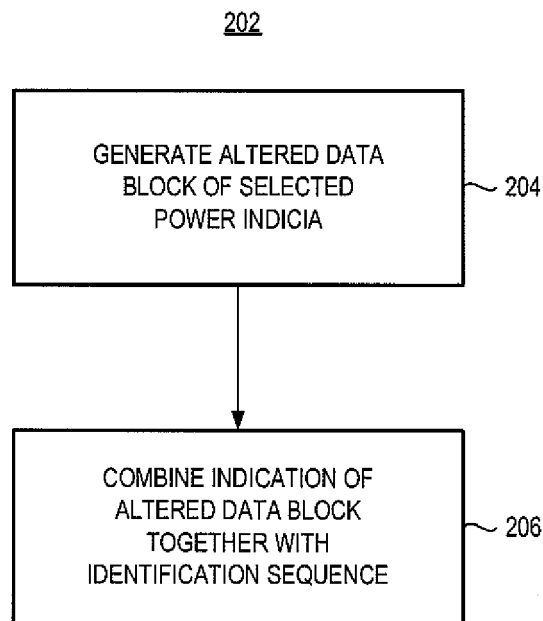 202
GENERATE ALTERED DATA
BLOCK OF SELECTED
POWER INDICIA
204
COMBINE INDICATION OF
ALTERED DATA BLOCK
TOGETHER WITH
IDENTIFICATION SEQUENCE
206